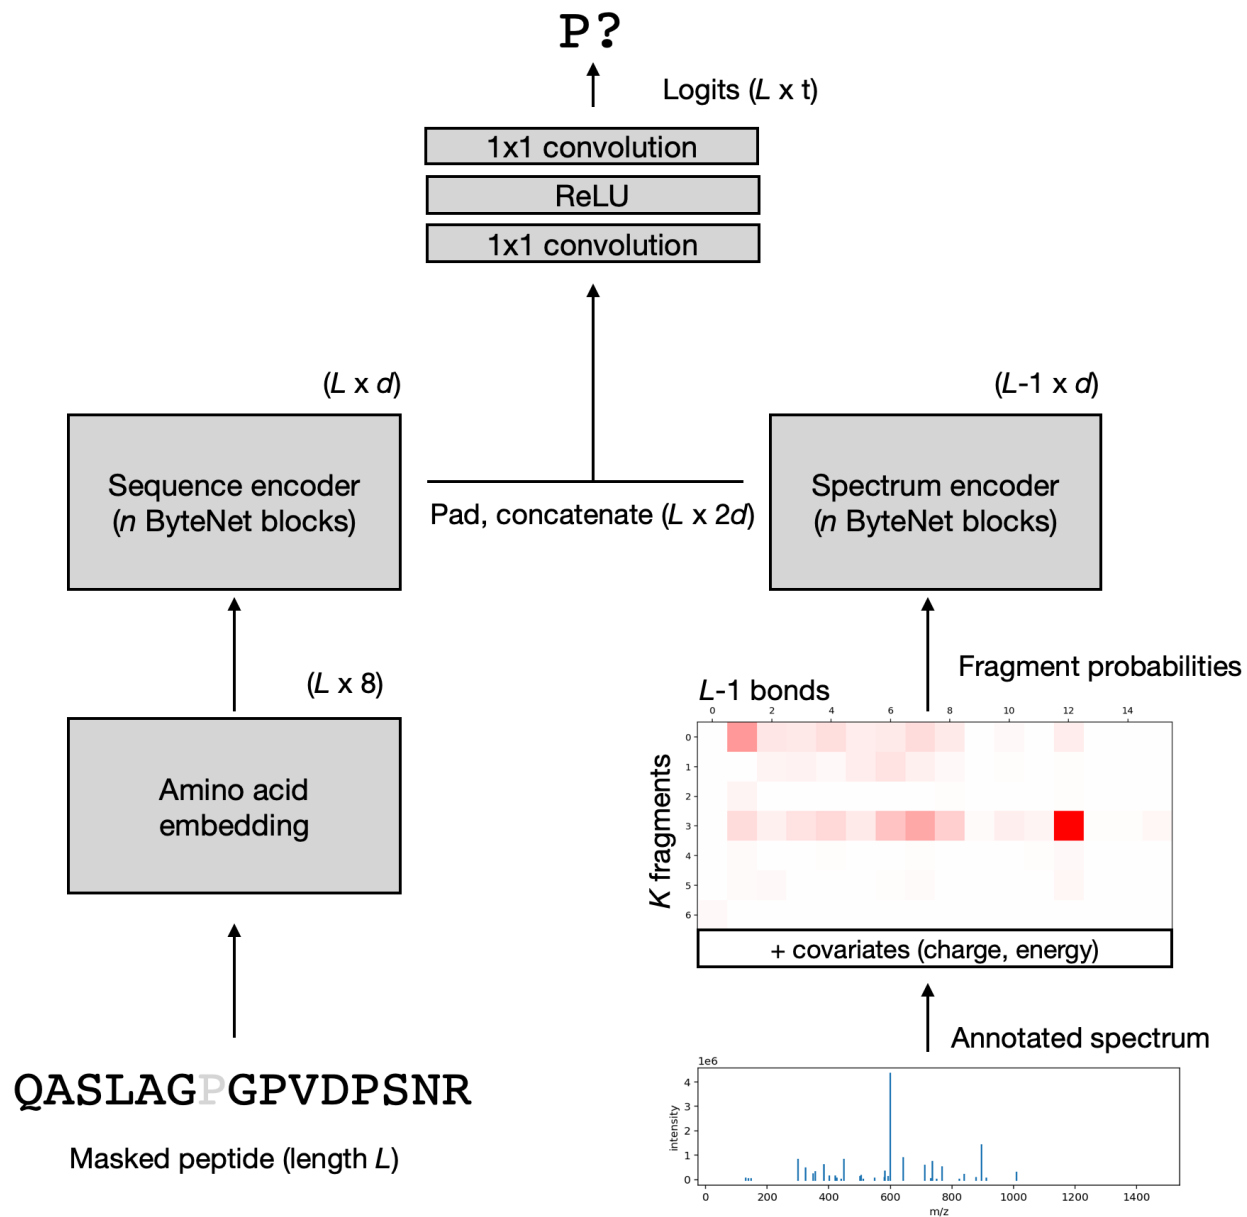 P?
Logits (L x t)
1x1 convolution
ReLU
1x1 convolution
(L x d)
(L-1 x d)
Sequence encoder
(n ByteNet blocks)
Pad, concatenate (L x 2d)
Spectrum encoder
(n ByteNet blocks)
Fragment probabilities
(L x 8)
L-1 bonds
0 2 4 6 8 10 12 14
Amino acid
embedding
K fragments
0
1
2
3
4
5
6
+ covariates (charge, energy)
Annotated spectrum
QASLAGPGPVDPSNR
Masked peptide (length L)
1e6
intensity
4
3
2
1
0
0 200 400 600 800 1000 1200 1400
m/z